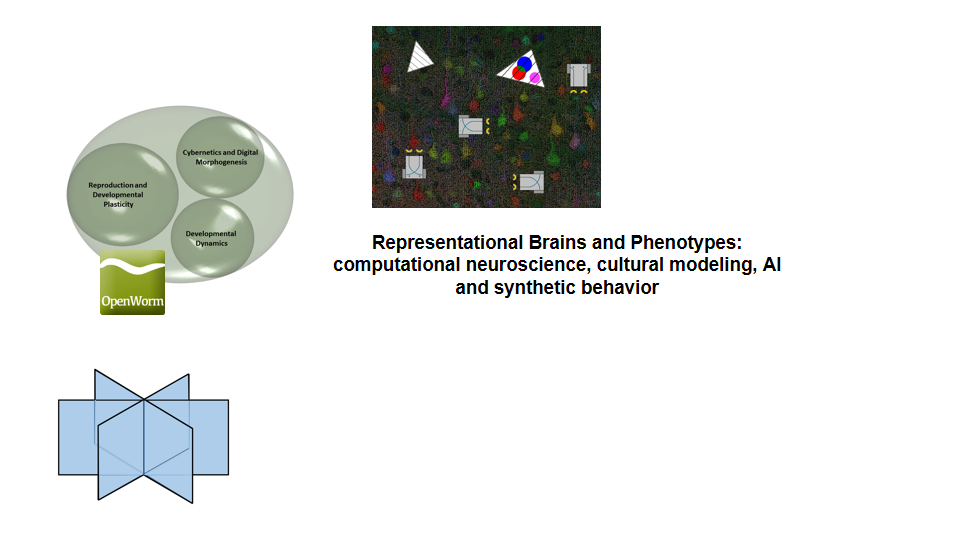 Cybernetics and Digital
Morphogenesis
Reproduction and
Developmental
Plasticity
Developmental
Dynamics
OpenWorm
Representational Brains and Phenotypes:
computational neuroscience, cultural modeling, AI
and synthetic behavior